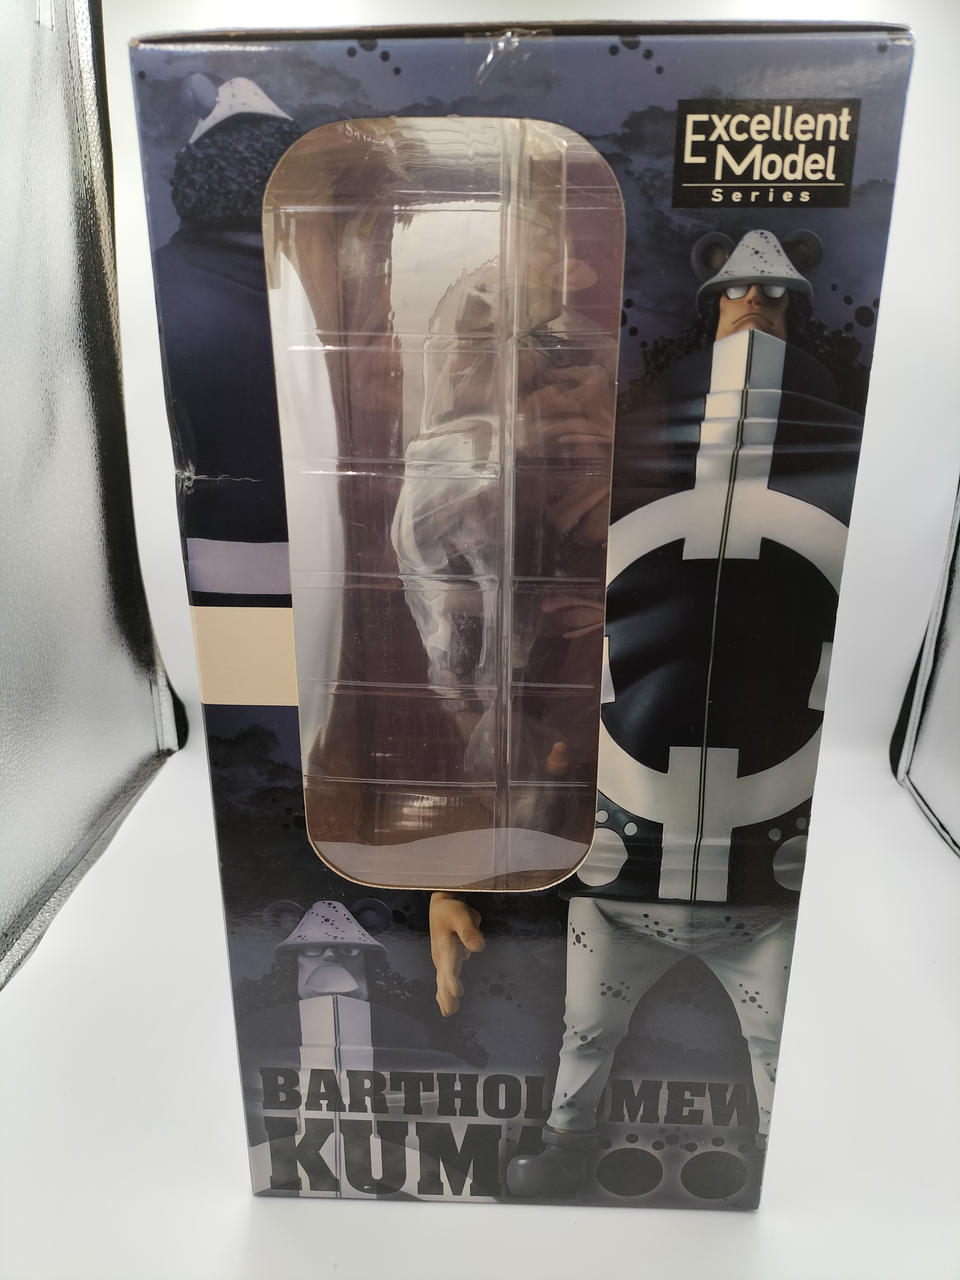 Excellent
Model
Series
BARTHOLOMEW
KUMA